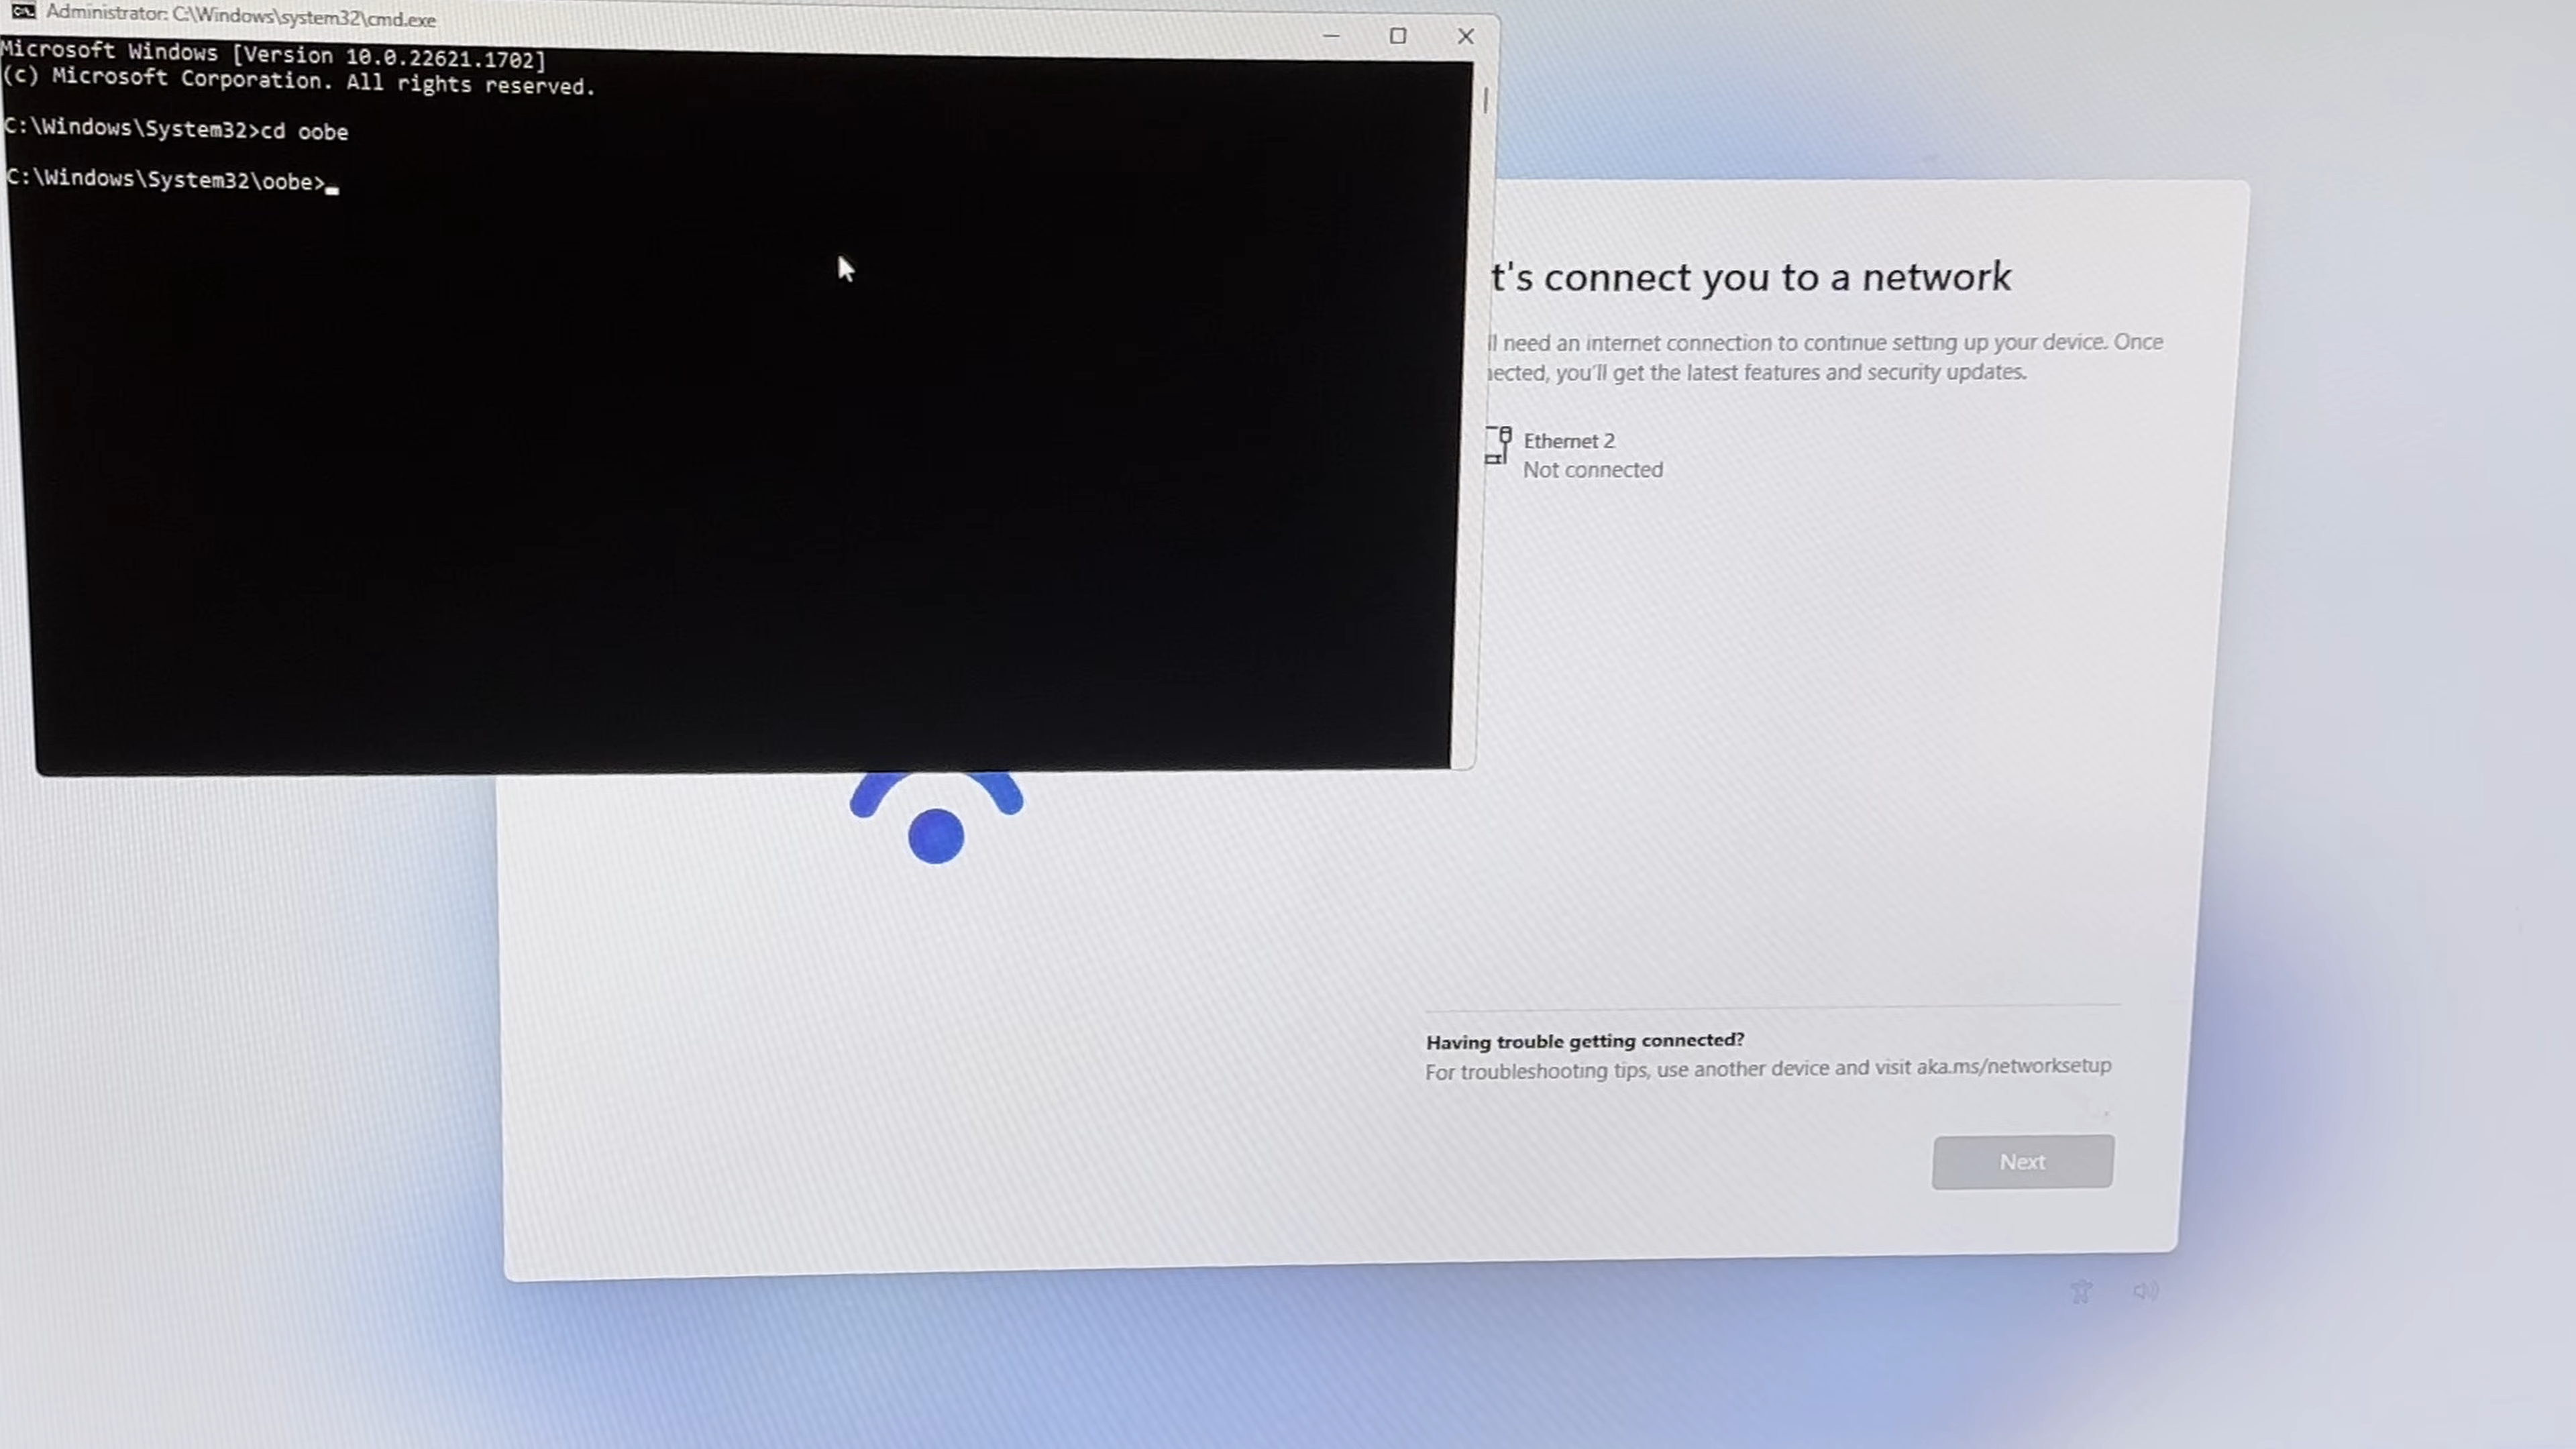 Administrator: C:\Windows\system32\cmd.exe
Microsoft Windows [Version 10.0.22621.1702]
(c) Microsoft Corporation. All rights reserved.
C:\Windows\System32>cd oobe
C:\Windows\System32\oobe>
t's connect you to a network
ll need an internet connection to continue setting up your device. Once
nected, you'll get the latest features and security updates.
Ethernet 2
Not connected
Having trouble getting connected?
For troubleshooting tips, use another device and visit aka.ms/networksetup
Next